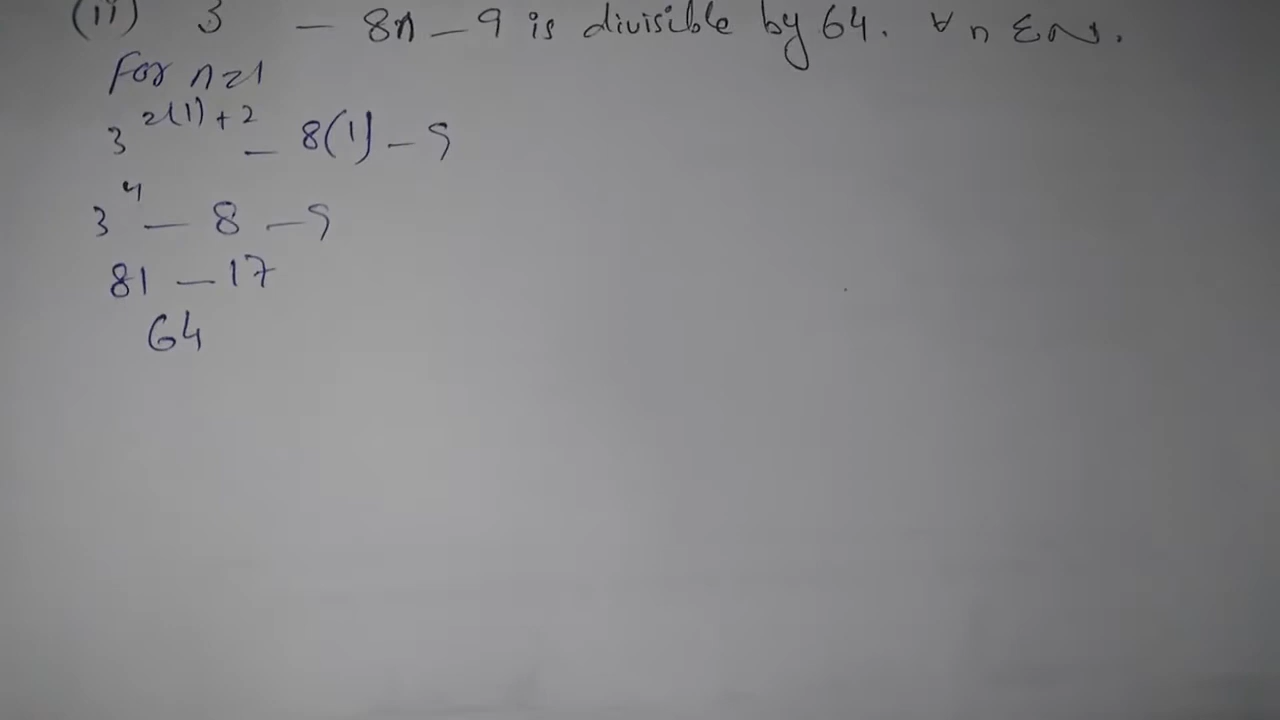 (ii) 3 - 8n - 9 is divisible by 64. ∀ n ∈ N.
For n=1
3^2(1)+2 - 8(1) - 9
3^4 - 8 - 9
81 - 17
64